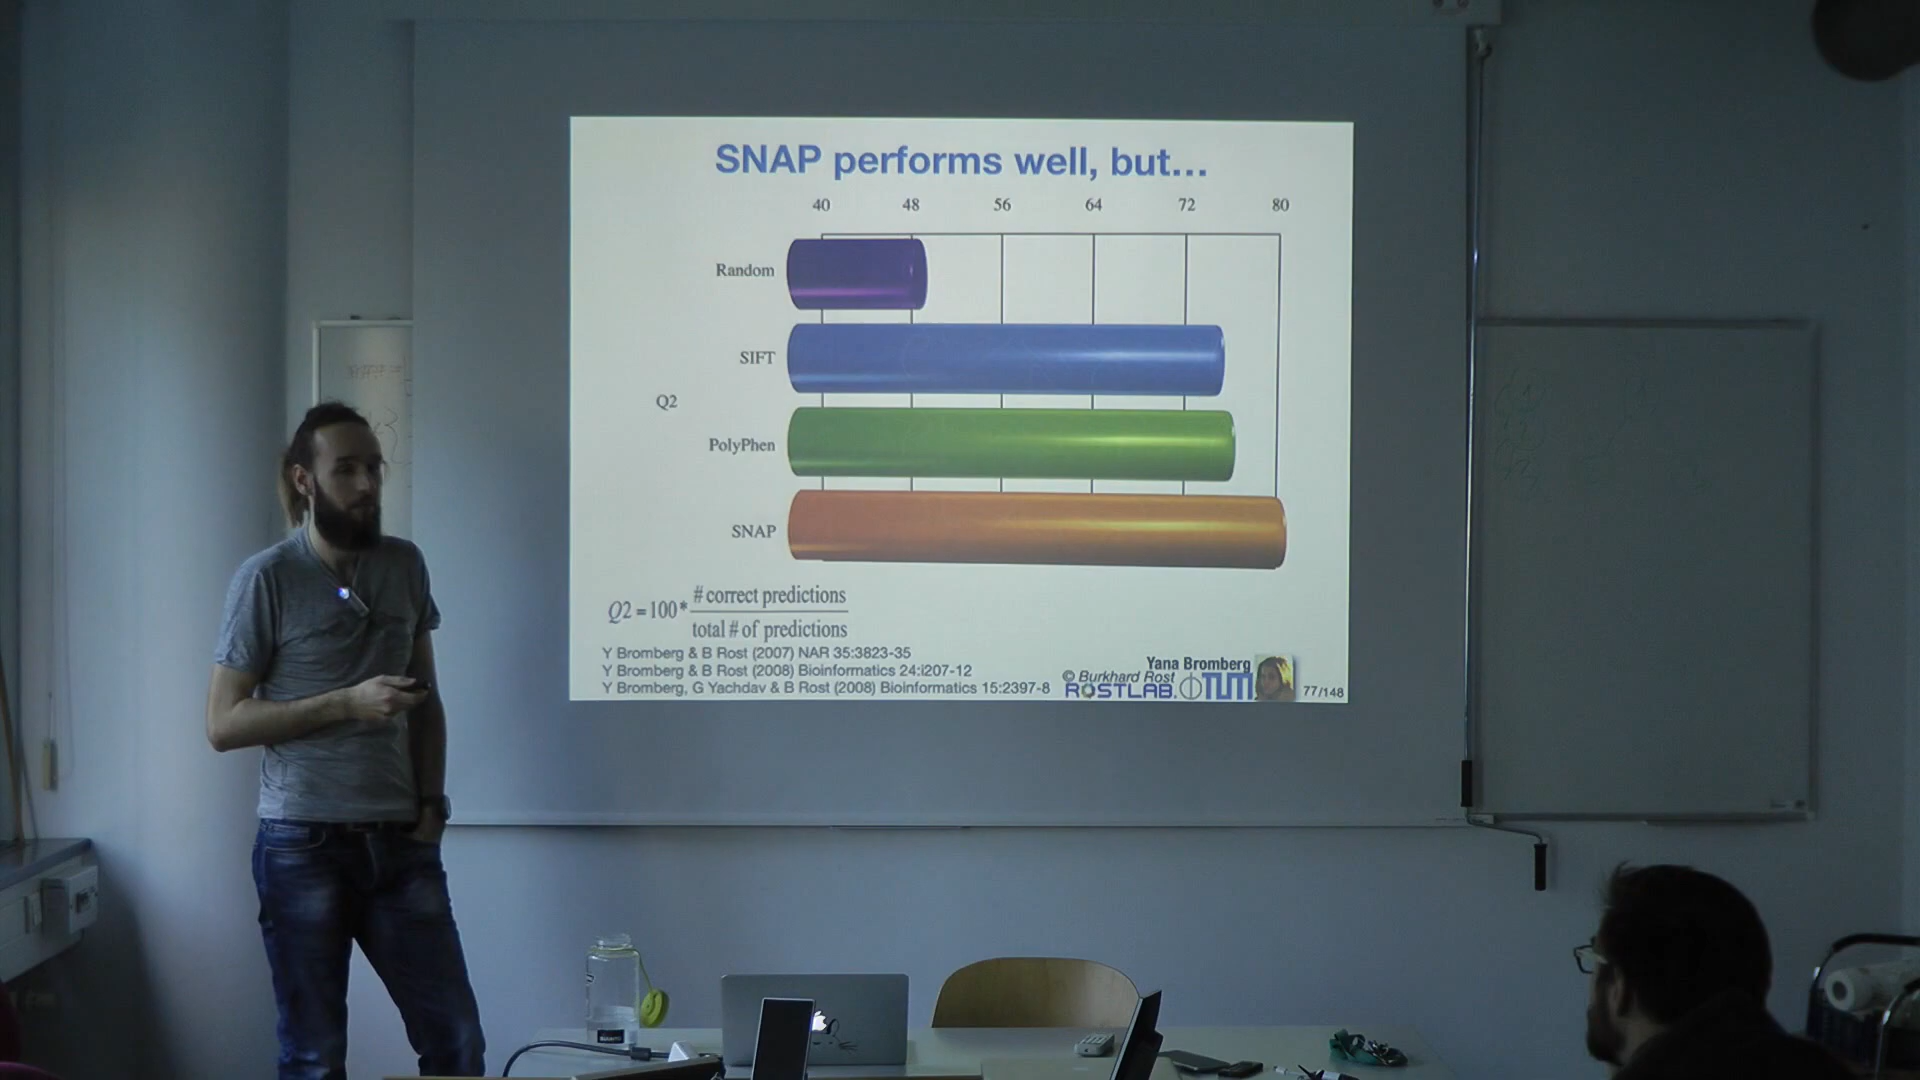 SNAP performs well, but...
40 48 56 64 72 80
Random
SIFT
Q2
PolyPhen
SNAP
Q2 = 100* # correct predictions
total # of predictions
Y Bromberg & B Rost (2007) NAR 35:3823-35
Y Bromberg & B Rost (2008) Bioinformatics 24:i207-12
Y Bromberg, G Yachdav & B Rost (2008) Bioinformatics 15:2397-8
Yana Bromberg
© Burkhard Rost
ROSTLAB. TUM
77/148